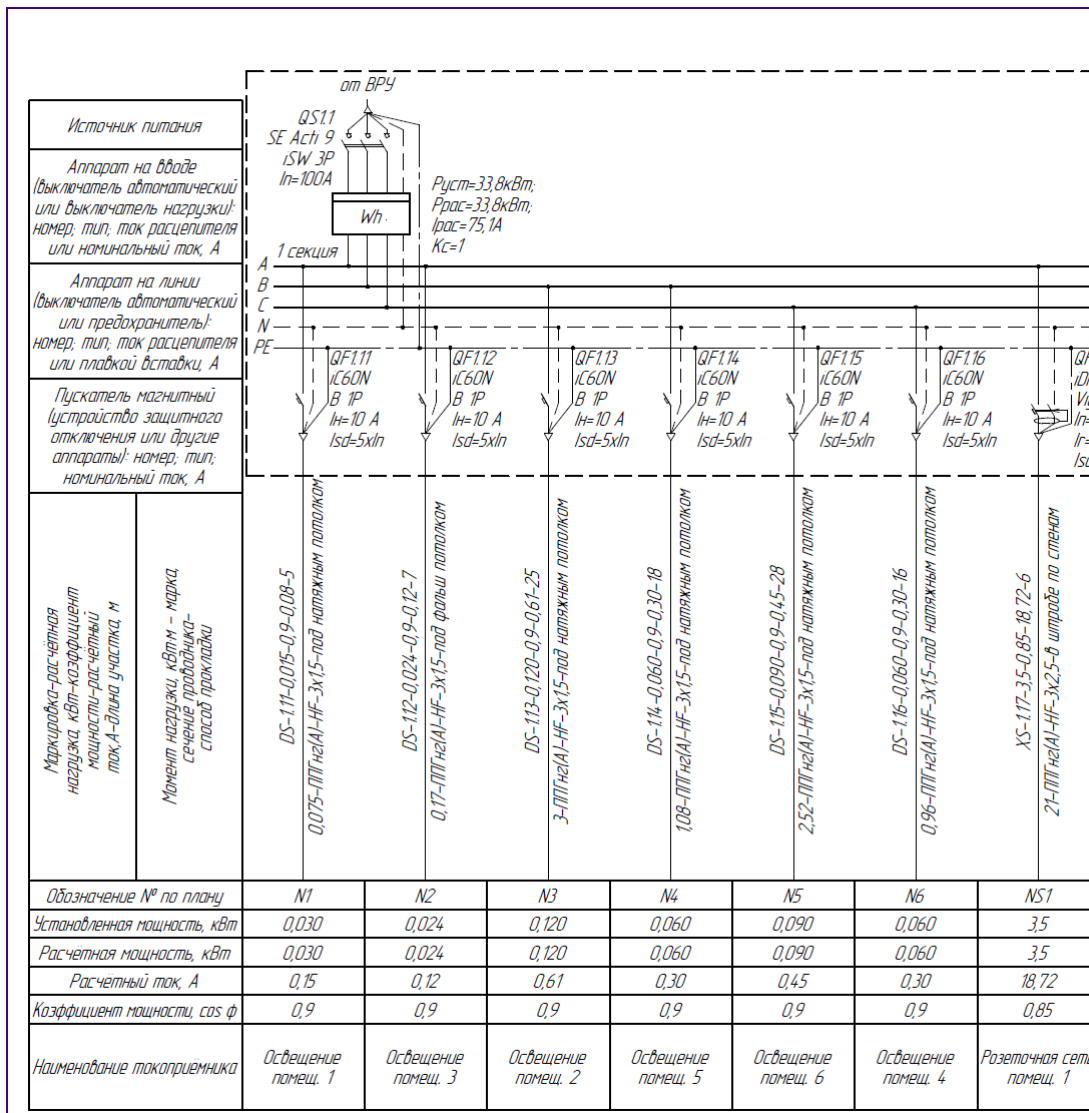 от ВРУ
QS1.1
SE Acti 9
iSW 3P
In=100A
Wh
Pуст=33,8кВт;
Pрас=33,8кВт;
Iрас=75,1А
Кс=1
1 секция
A
B
C
N
PE
Источник питания
Аппарат на вводе
(выключатель автоматический
или выключатель нагрузки):
номер; тип; ток расцепителя
или номинальный ток, А
Аппарат на линии
(выключатель автоматический
или предохранитель):
номер; тип; ток расцепителя
или плавкой вставки, А
Пускатель магнитный
(устройство защитного
отключения или другие
аппараты): номер; тип;
номинальный ток, А
QF1.11
iC60N
B 1P
Iн=10 А
Isd=5xIn
QF1.12
iC60N
B 1P
Iн=10 А
Isd=5xIn
QF1.13
iC60N
B 1P
Iн=10 А
Isd=5xIn
QF1.14
iC60N
B 1P
Iн=10 А
Isd=5xIn
QF1.15
iC60N
B 1P
Iн=10 А
Isd=5xIn
QF1.16
iC60N
B 1P
Iн=10 А
Isd=5xIn
Маркировка-расчётная
нагрузка, кВт-коэффициент
мощности-расчётный
ток,А-длина участка, м
Момент нагрузки, кВт·м - марка,
сечение проводника-
способ прокладки
DS-1.11-0,015-0,9-0,08-5
0,075-ППГнг(А)-HF-3х1,5-под натяжным потолком
DS-1.12-0,024-0,9-0,12-7
0,17-ППГнг(А)-HF-3х1,5-под фальш потолком
DS-1.13-0,120-0,9-0,61-25
3-ППГнг(А)-HF-3х1,5-под натяжным потолком
DS-1.14-0,060-0,9-0,30-18
1,08-ППГнг(А)-HF-3х1,5-под натяжным потолком
DS-1.15-0,090-0,9-0,45-28
2,52-ППГнг(А)-HF-3х1,5-под натяжным потолком
DS-1.16-0,060-0,9-0,30-16
0,96-ППГнг(А)-HF-3х1,5-под натяжным потолком
XS-1.17-3,5-0,85-18,72-6
21-ППГнг(А)-HF-3х2,5-в штробе по стенам
Обозначение № по плану N1 N2 N3 N4 N5 N6 NS1
Установленная мощность, кВт 0,030 0,024 0,120 0,060 0,090 0,060 3,5
Расчётная мощность, кВт 0,030 0,024 0,120 0,060 0,090 0,060 3,5
Расчётный ток, А 0,15 0,12 0,61 0,30 0,45 0,30 18,72
Коэффициент мощности, cos φ 0,9 0,9 0,9 0,9 0,9 0,9 0,85
Наименование токоприёмника
Освещение
помещ. 1
Освещение
помещ. 3
Освещение
помещ. 2
Освещение
помещ. 5
Освещение
помещ. 6
Освещение
помещ. 4
Розеточная сеть
помещ. 1